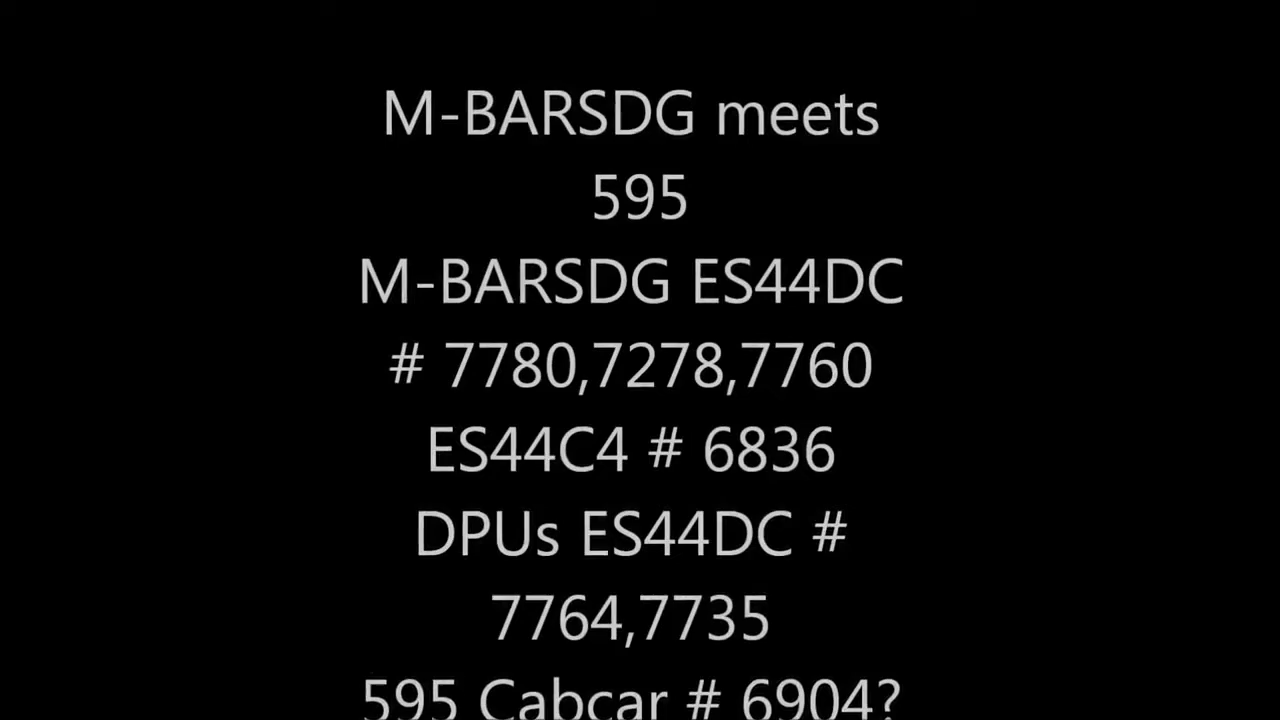 M-BARSDG meets
595
M-BARSDG ES44DC
# 7780,7278,7760
ES44C4 # 6836
DPUs ES44DC #
7764,7735
595 Cabcar # 6904?